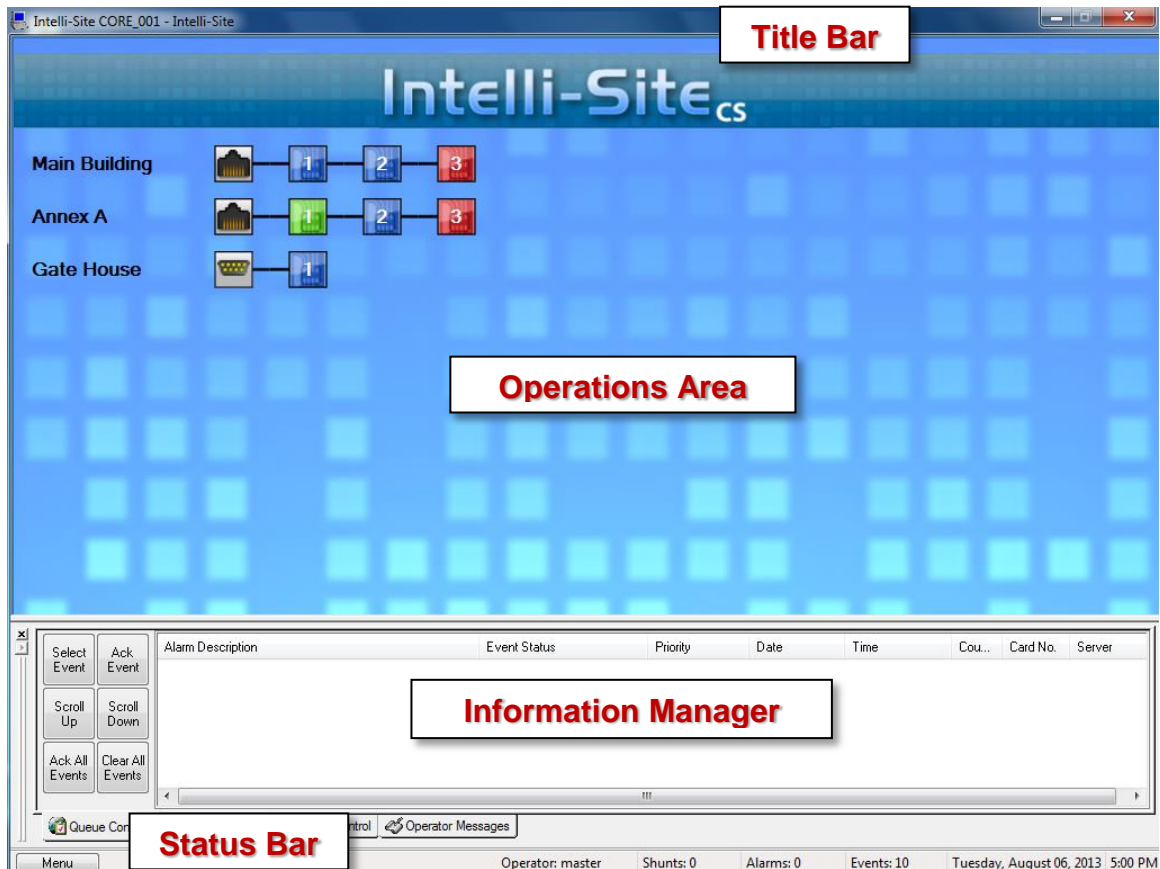 Intelli-Site CORE_001 - Intelli-Site
Title Bar
Intelli-Site CS
Main Building 1 2 3
Annex A 1 2 3
Gate House 1
Operations Area
Select Event
Ack Event
Alarm Description Event Status Priority Date Time Cou... Card No. Server
Scroll Up
Scroll Down
Information Manager
Ack All Events
Clear All Events
Queue Con
ntrol
Operator Messages
Status Bar
Menu Operator: master Shunts: 0 Alarms: 0 Events: 10 Tuesday, August 06, 2013 5:00 PM